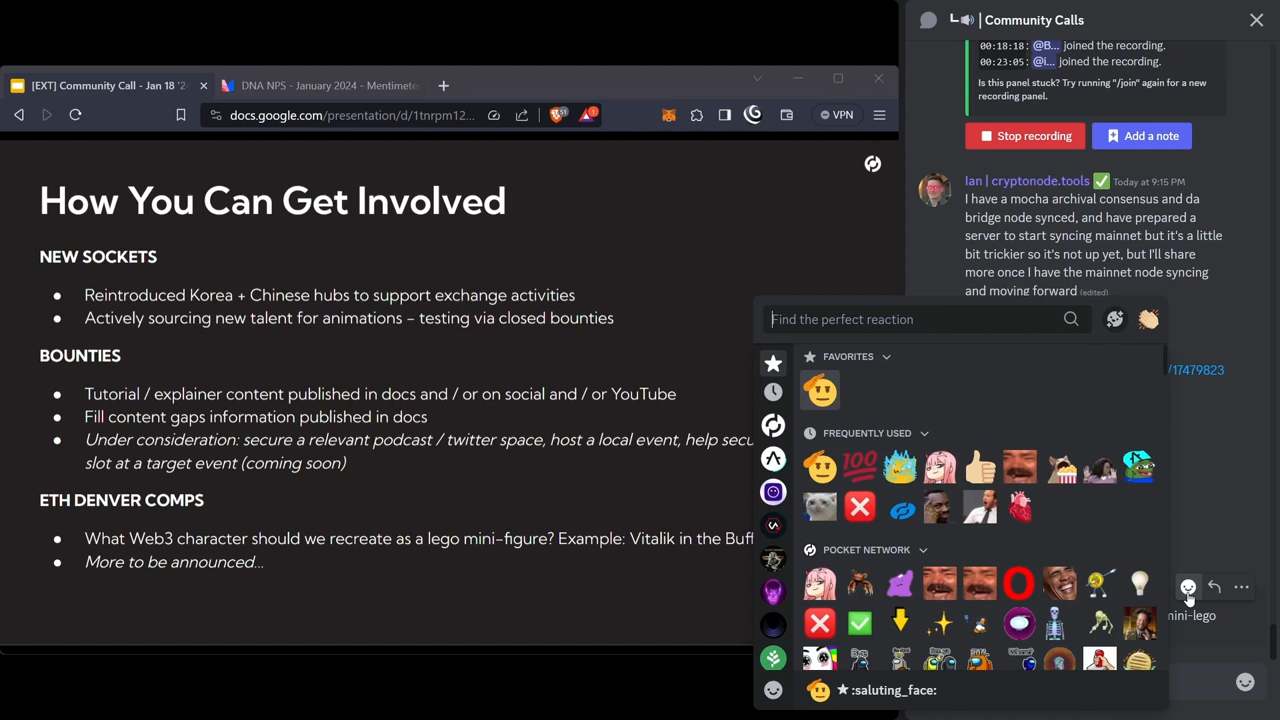 [EXT] Community Call - Jan 18 '2
DNA NPS - January 2024 - Mentimete
docs.google.com/presentation/d/1tnrpm12...
51
1
VPN
How You Can Get Involved
NEW SOCKETS
Reintroduced Korea + Chinese hubs to support exchange activities
Actively sourcing new talent for animations – testing via closed bounties
BOUNTIES
Tutorial / explainer content published in docs and / or on social and / or YouTube
Fill content gaps information published in docs
Under consideration: secure a relevant podcast / twitter space, host a local event, help secu
slot at a target event (coming soon)
ETH DENVER COMPS
What Web3 character should we recreate as a lego mini-figure? Example: Vitalik in the Buff
More to be announced...
Community Calls
00:18:18: @B... joined the recording.
00:23:05: @i... joined the recording.
Is this panel stuck? Try running "/join" again for a new
recording panel.
Stop recording
Add a note
Ian | cryptonode.tools Today at 9:15 PM
I have a mocha archival consensus and da
bridge node synced, and have prepared a
server to start syncing mainnet but it's a little
bit trickier so it's not up yet, but I'll share
more once I have the mainnet node syncing
and moving forward (edited)
Find the perfect reaction
FAVORITES
/17479823
FREQUENTLY USED
100
POCKET NETWORK
mini-lego
:saluting_face: